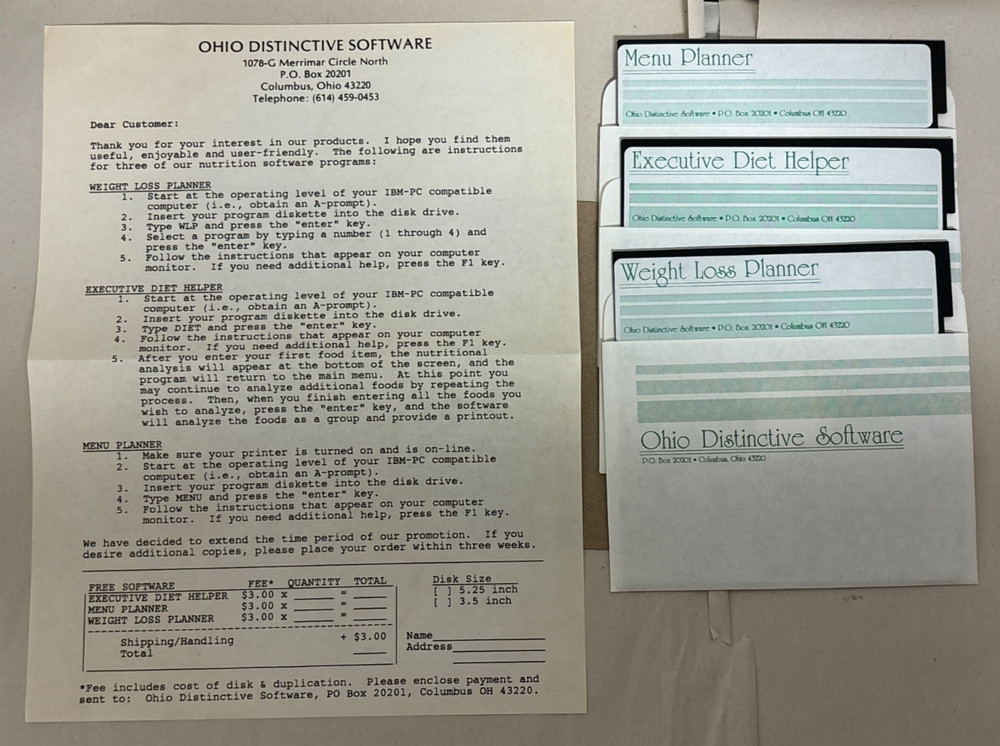 OHIO DISTINCTIVE SOFTWARE
1078-G Merrimar Circle North
P.O. Box 20201
Columbus, Ohio 43220
Telephone: (614) 459-0453
Dear Customer:
Thank you for your interest in our products. I hope you find them
useful, enjoyable and user-friendly. The following are instructions
for three of our nutrition software programs:
WEIGHT LOSS PLANNER
1. Start at the operating level of your IBM-PC compatible
computer (i.e., obtain an A-prompt).
2. Insert your program diskette into the disk drive.
3. Type WLP and press the "enter" key.
4. Select a program by typing a number (1 through 4) and
press the "enter" key.
5. Follow the instructions that appear on your computer
monitor. If you need additional help, press the F1 key.
EXECUTIVE DIET HELPER
1. Start at the operating level of your IBM-PC compatible
computer (i.e., obtain an A-prompt).
2. Insert your program diskette into the disk drive.
3. Type DIET and press the "enter" key.
4. Follow the instructions that appear on your computer
monitor. If you need additional help, press the F1 key.
5. After you enter your first food item, the nutritional
analysis will appear at the bottom of the screen, and the
program will return to the main menu. At this point you
may continue to analyze additional foods by repeating the
process. Then, when you finish entering all the foods you
wish to analyze, press the "enter" key, and the software
will analyze the foods as a group and provide a printout.
MENU PLANNER
1. Make sure your printer is turned on and is on-line.
2. Start at the operating level of your IBM-PC compatible
computer (i.e., obtain an A-prompt).
3. Insert your program diskette into the disk drive.
4. Type MENU and press the "enter" key.
5. Follow the instructions that appear on your computer
monitor. If you need additional help, press the F1 key.
We have decided to extend the time period of our promotion. If you
desire additional copies, please place your order within three weeks.
FREE SOFTWARE FEE* QUANTITY TOTAL
EXECUTIVE DIET HELPER $3.00 x ______ = _____
MENU PLANNER $3.00 x ______ = _____
WEIGHT LOSS PLANNER $3.00 x ______ = _____
Shipping/Handling + $3.00
Total _____
Disk Size
[ ] 5.25 inch
[ ] 3.5 inch
Name_______________
Address____________
*Fee includes cost of disk & duplication. Please enclose payment and
sent to: Ohio Distinctive Software, PO Box 20201, Columbus OH 43220.
Menu Planner
Ohio Distinctive Software • P.O. Box 20201 • Columbus OH 43220
Executive Diet Helper
Ohio Distinctive Software • P.O. Box 20201 • Columbus OH 43220
Weight Loss Planner
Ohio Distinctive Software • P.O. Box 20201 • Columbus OH 43220
Ohio Distinctive Software
P.O. Box 20201 • Columbus, Ohio 43220